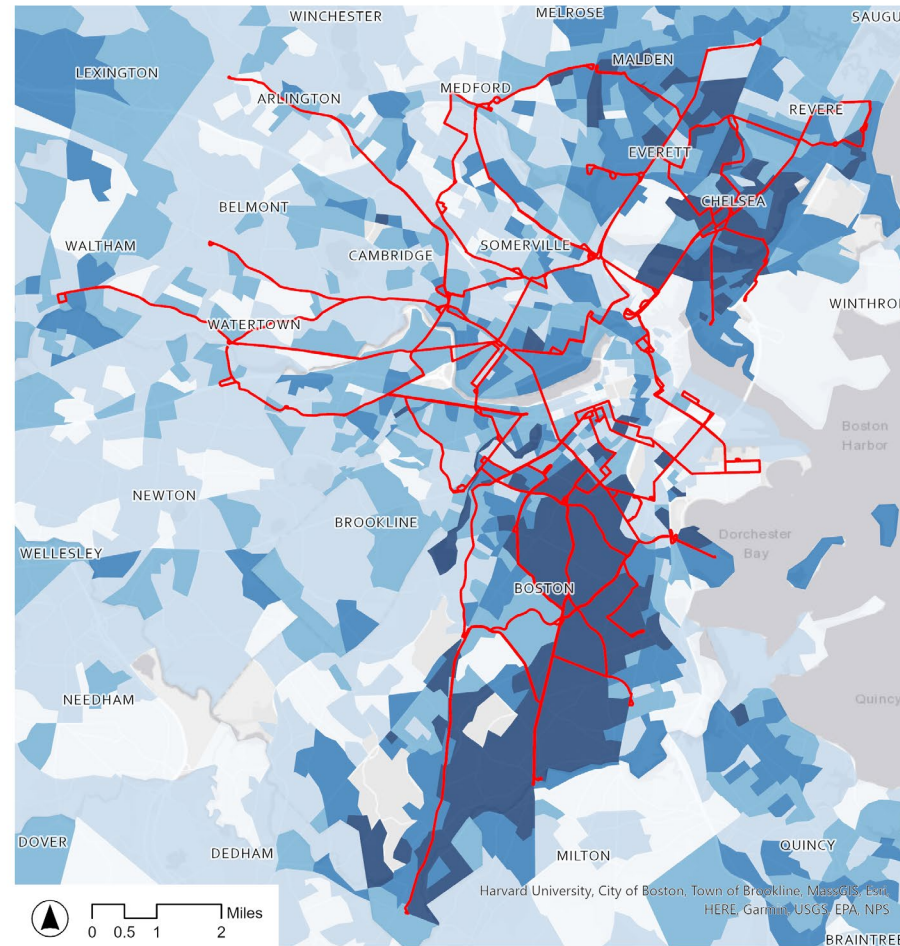 WINCHESTER
MELROSE
SAUGU
LEXINGTON
MALDEN
ARLINGTON
MEDFORD
REVERE
EVERETT
BELMONT
CHELSEA
WALTHAM
CAMBRIDGE
SOMERVILLE
WINTHROP
WATERTOWN
Boston
Harbor
NEWTON
BROOKLINE
Dorchester
Bay
WELLESLEY
BOSTON
NEEDHAM
Quincy
DOVER
DEDHAM
MILTON
QUINCY
Harvard University, City of Boston, Town of Brookline, MassGIS, Esri,
HERE, Garmin, USGS, EPA, NPS
Miles
0 0.5 1 2
BRAINTREE